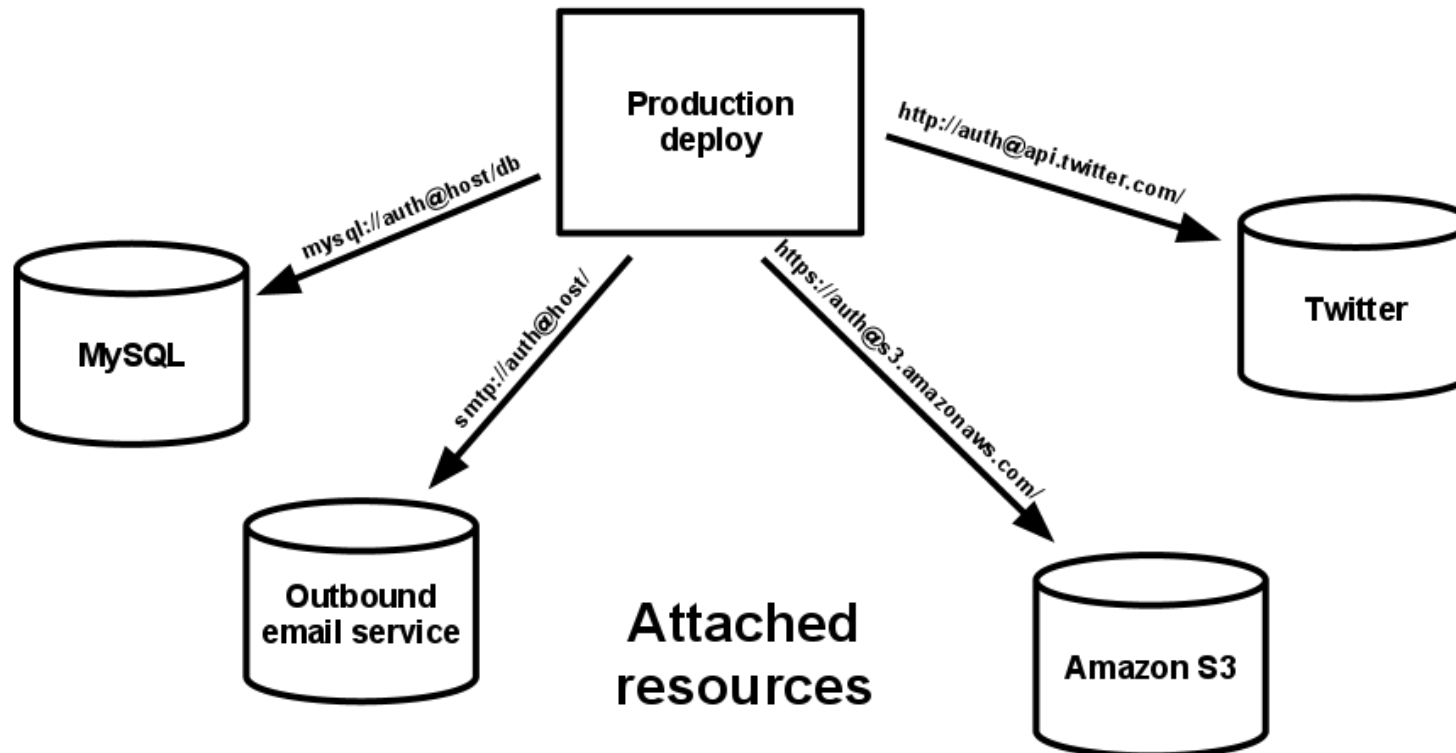 Production
deploy
mysql://auth@host/db
http://auth@api.twitter.com/
smtp://auth@host/
https://auth@s3.amazonaws.com/
MySQL
Twitter
Outbound
email service
Attached
resources
Amazon S3